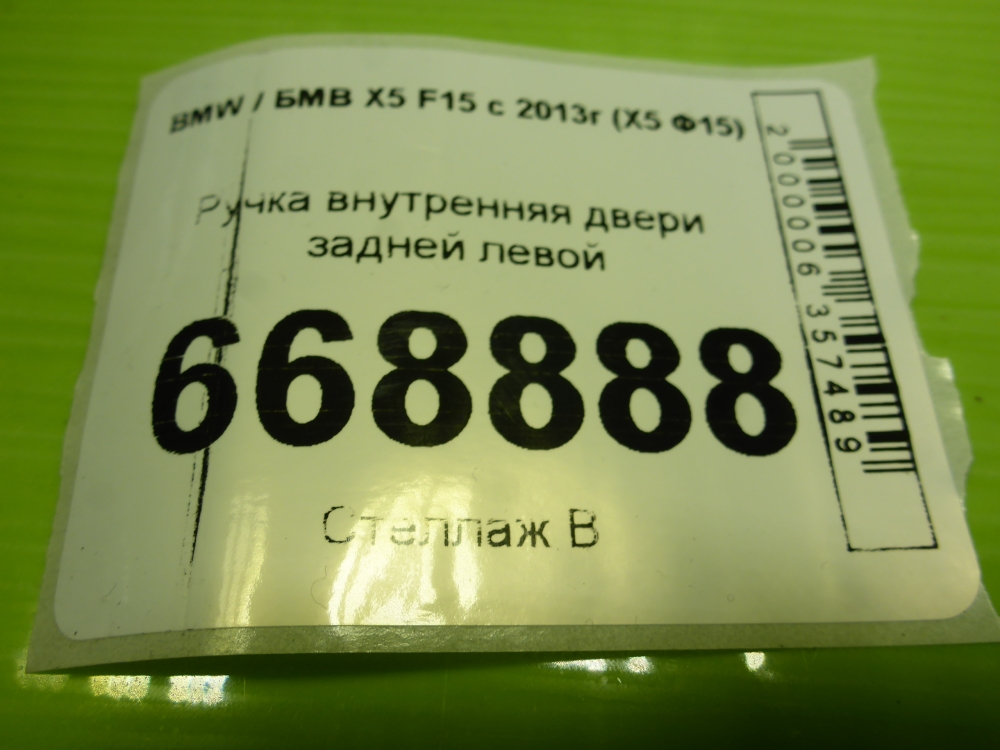 BMW / БМВ X5 F15 с 2013г (X5 Ф15)
Ручка внутренняя двери
задней левой
668888
Стеллаж В
2000006357489